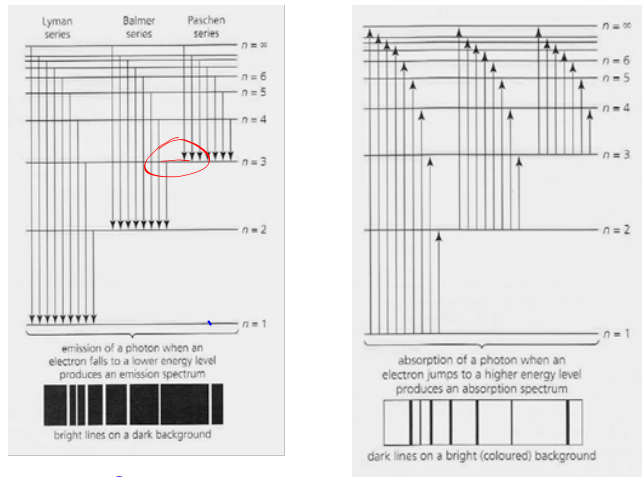 Lyman series
Balmer series
Paschen series
n = ∞
n = 6
n = 5
n = 4
n = 3
n = 2
n = 1
emission of a photon when an
electron falls to a lower energy level
produces an emission spectrum
bright lines on a dark background
n = ∞
n = 6
n = 5
n = 4
n = 3
n = 2
n = 1
absorption of a photon when an
electron jumps to a higher energy level
produces an absorption spectrum
dark lines on a bright (coloured) background